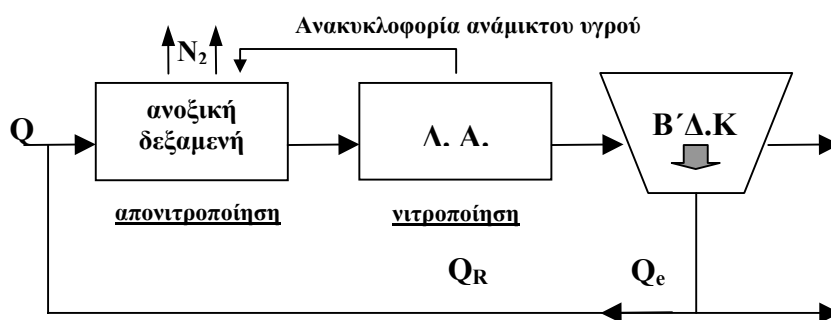 Ανακυκλοφορία ανάμικτου υγρού
N₂
ανοξική
δεξαμενή
Q
Δ. Α.
Β΄Δ.Κ
απονιτροποίηση
νιτροποίηση
Q_R
Q_e